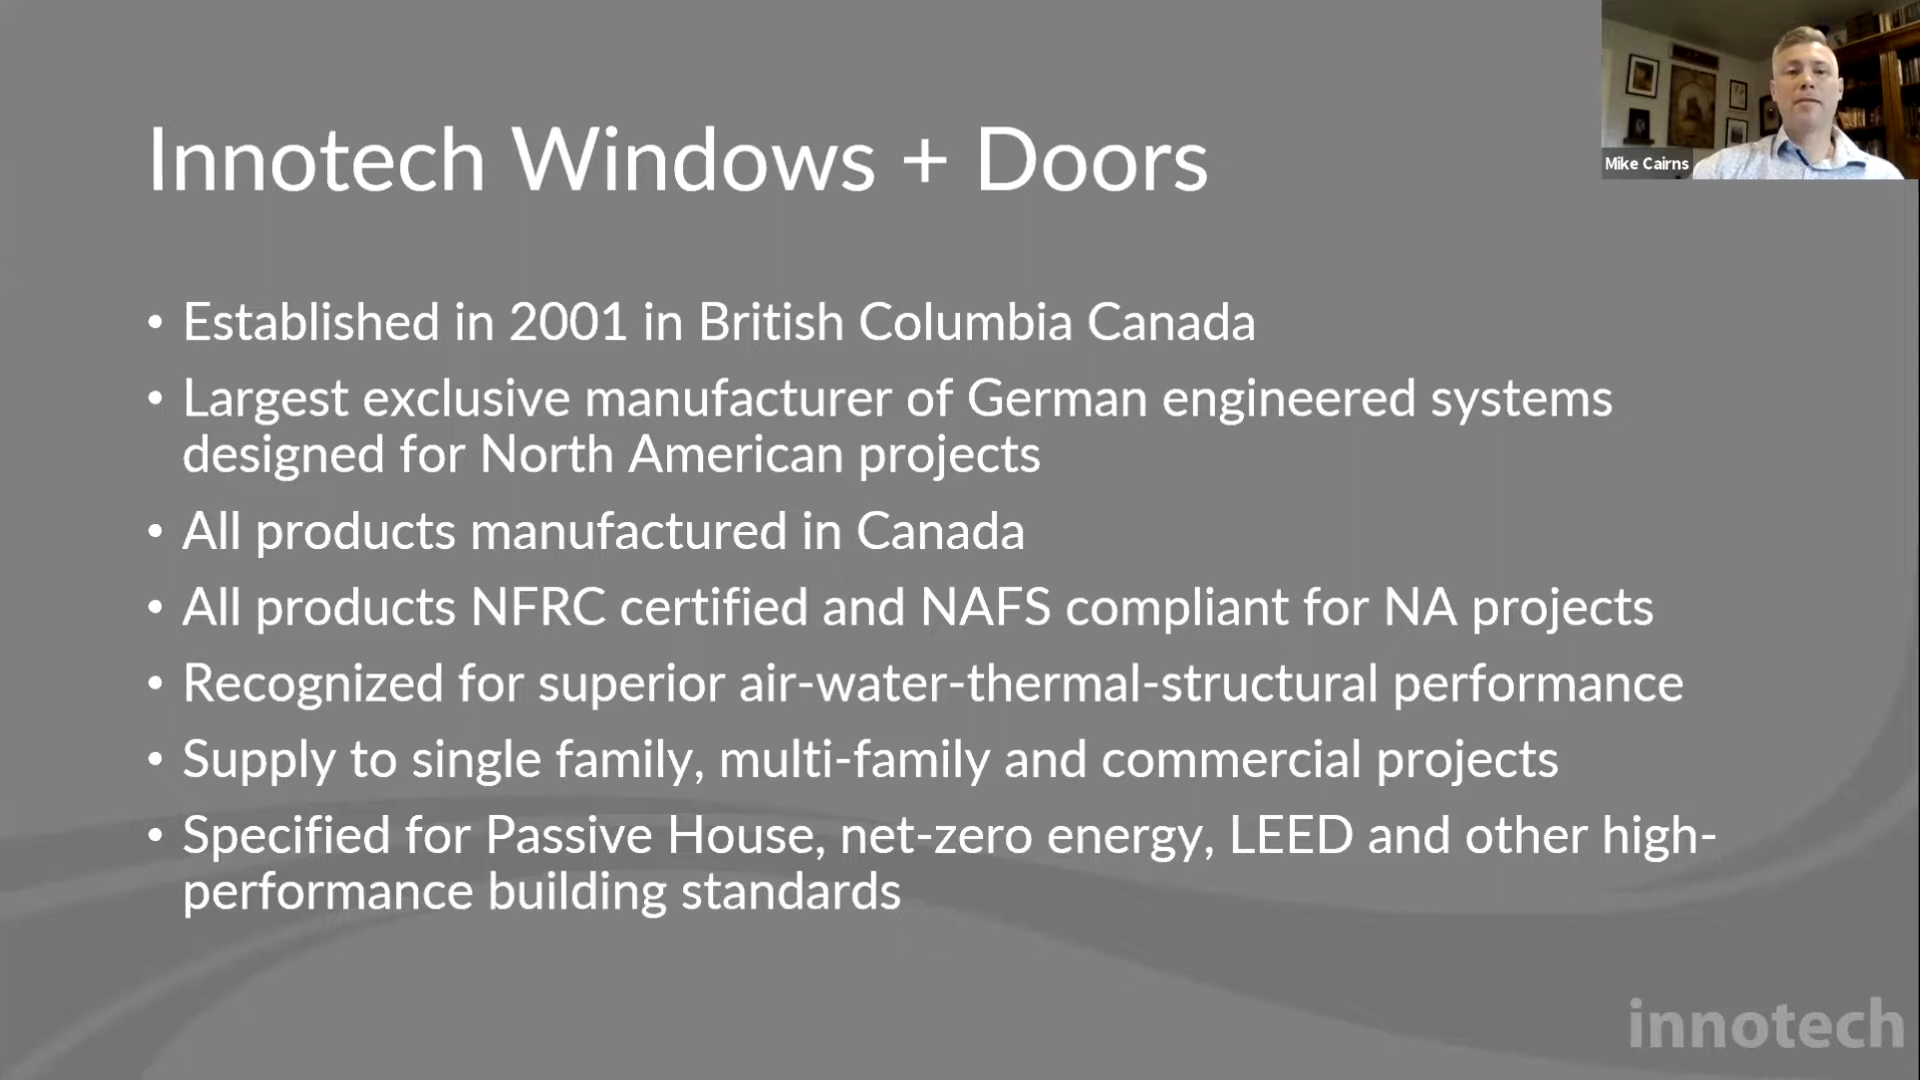 Innotech Windows + Doors
Mike Cairns
• Established in 2001 in British Columbia Canada
• Largest exclusive manufacturer of German engineered systems
designed for North American projects
• All products manufactured in Canada
• All products NFRC certified and NAFS compliant for NA projects
• Recognized for superior air-water-thermal-structural performance
• Supply to single family, multi-family and commercial projects
• Specified for Passive House, net-zero energy, LEED and other high-
performance building standards
innotech